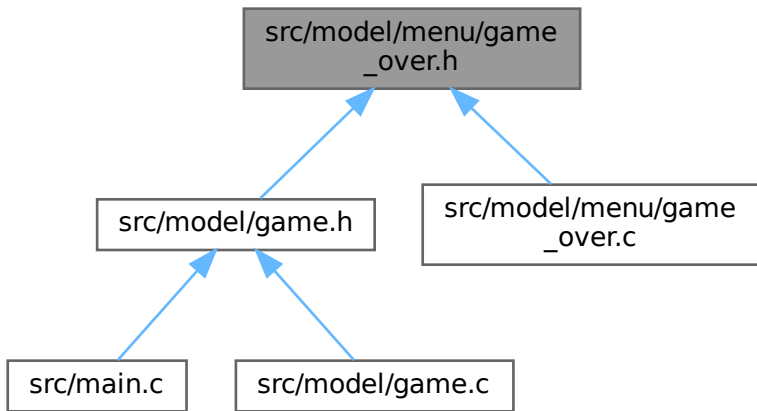 src/model/menu/game
_over.h
src/model/game.h
src/model/menu/game
_over.c
src/main.c
src/model/game.c